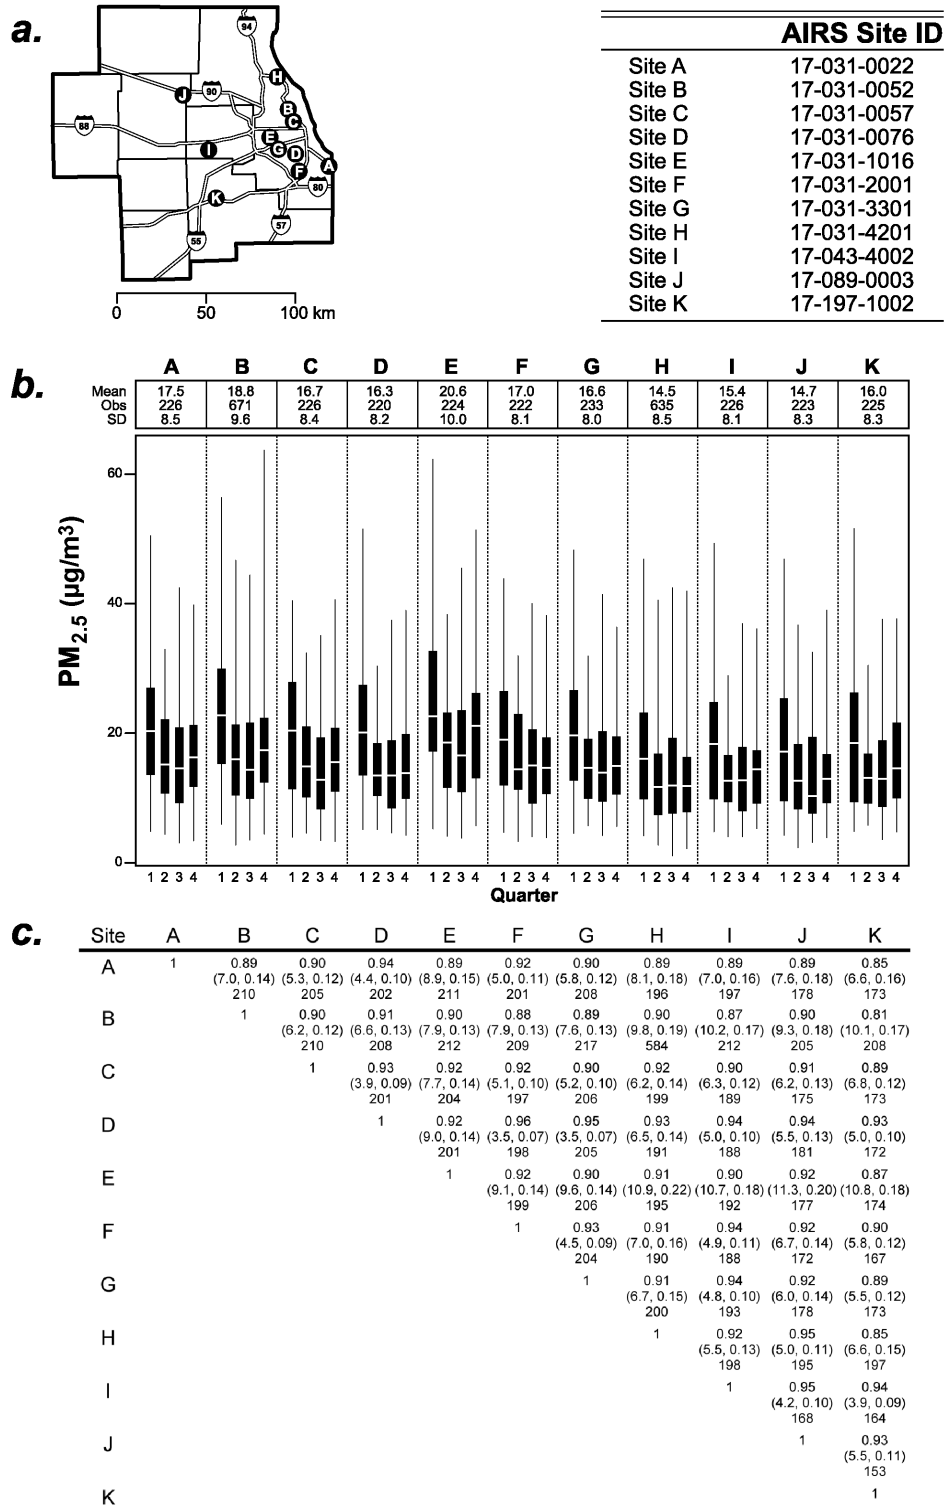 a.
94
H
J
90
B
C
88
E
G
D
I
A
F
80
K
57
55
0 50 100 km
AIRS Site ID
Site A 17-031-0022
Site B 17-031-0052
Site C 17-031-0057
Site D 17-031-0076
Site E 17-031-1016
Site F 17-031-2001
Site G 17-031-3301
Site H 17-031-4201
Site I 17-043-4002
Site J 17-089-0003
Site K 17-197-1002
b.
A B C D E F G H I J K
Mean 17.5 18.8 16.7 16.3 20.6 17.0 16.6 14.5 15.4 14.7 16.0
Obs 226 671 226 220 224 222 233 635 226 223 225
SD 8.5 9.6 8.4 8.2 10.0 8.1 8.0 8.5 8.1 8.3 8.3
60
40
20
0
PM2.5 (µg/m3)
1 2 3 4 1 2 3 4 1 2 3 4 1 2 3 4 1 2 3 4 1 2 3 4 1 2 3 4 1 2 3 4 1 2 3 4 1 2 3 4 1 2 3 4
Quarter
c.
Site A B C D E F G H I J K
A 1 0.89 0.90 0.94 0.89 0.92 0.90 0.89 0.89 0.89 0.85
(7.0, 0.14) (5.3, 0.12) (4.4, 0.10) (8.9, 0.15) (5.0, 0.11) (5.8, 0.12) (8.1, 0.18) (7.0, 0.16) (7.6, 0.18) (6.6, 0.16)
210 205 202 211 201 208 196 197 178 173
B 1 0.90 0.91 0.90 0.88 0.89 0.90 0.87 0.90 0.81
(6.2, 0.12) (6.6, 0.13) (7.9, 0.13) (7.9, 0.13) (7.6, 0.13) (9.8, 0.19) (10.2, 0.17) (9.3, 0.18) (10.1, 0.17)
210 208 212 209 217 584 212 205 208
C 1 0.93 0.92 0.92 0.90 0.92 0.90 0.91 0.89
(3.9, 0.09) (7.7, 0.14) (5.1, 0.10) (5.2, 0.10) (6.2, 0.14) (6.3, 0.12) (6.2, 0.13) (6.8, 0.12)
201 204 197 206 199 189 175 173
D 1 0.92 0.96 0.95 0.93 0.94 0.94 0.93
(9.0, 0.14) (3.5, 0.07) (3.5, 0.07) (6.5, 0.14) (5.0, 0.10) (5.5, 0.13) (5.0, 0.10)
201 198 205 191 188 181 172
E 1 0.92 0.90 0.91 0.90 0.92 0.87
(9.1, 0.14) (9.6, 0.14) (10.9, 0.22) (10.7, 0.18) (11.3, 0.20) (10.8, 0.18)
199 206 195 192 177 174
F 1 0.93 0.91 0.94 0.92 0.90
(4.5, 0.09) (7.0, 0.16) (4.9, 0.11) (6.7, 0.14) (5.8, 0.12)
204 190 188 172 167
G 1 0.91 0.94 0.92 0.89
(6.7, 0.15) (4.8, 0.10) (6.0, 0.14) (5.5, 0.12)
200 193 178 173
H 1 0.92 0.95 0.85
(5.5, 0.13) (5.0, 0.11) (6.6, 0.15)
198 195 197
I 1 0.95 0.94
(4.2, 0.10) (3.9, 0.09)
168 164
J 1 0.93
(5.5, 0.11)
153
K 1